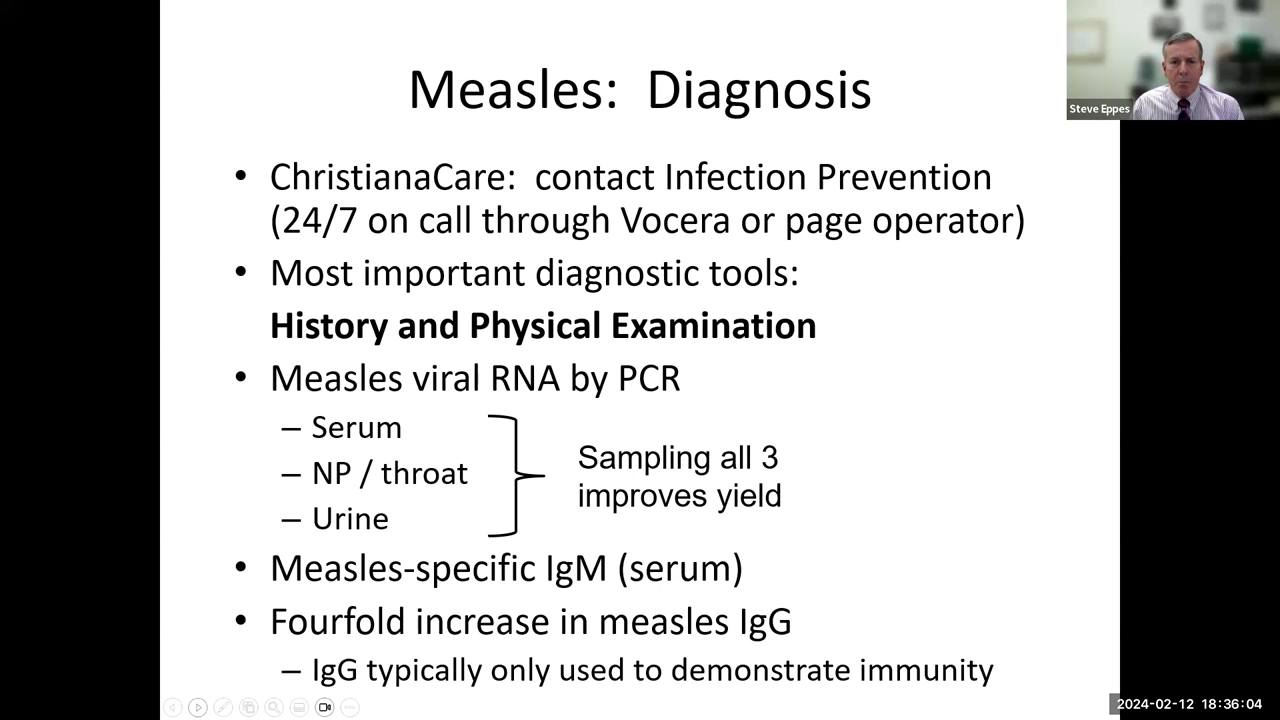 Measles:  Diagnosis
Steve Eppes
• ChristianaCare:  contact Infection Prevention
(24/7 on call through Vocera or page operator)
• Most important diagnostic tools:
History and Physical Examination
• Measles viral RNA by PCR
– Serum
– NP / throat
– Urine
Sampling all 3
improves yield
• Measles-specific IgM (serum)
• Fourfold increase in measles IgG
– IgG typically only used to demonstrate immunity
2024-02-12 18:36:04